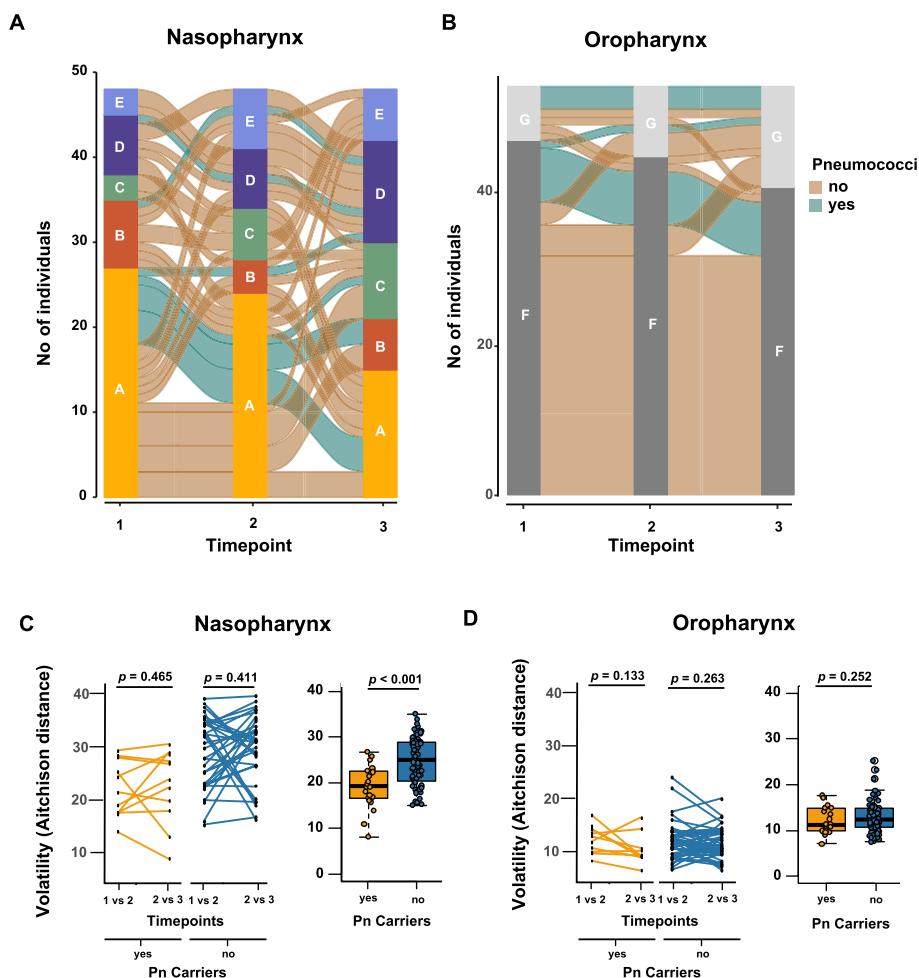 A
Nasopharynx
50
40
30
20
10
0
No of individuals
E
D
C
B
A
E
D
C
B
A
E
D
C
B
A
1
2
3
Timepoint
B
Oropharynx
40
20
0
No of individuals
G
F
G
F
G
F
1
2
3
Timepoint
Pneumococci
no
yes
C
Nasopharynx
Volatility (Aitchison distance)
40
30
20
10
p = 0.465
p = 0.411
1 vs 2
2 vs 3
1 vs 2
2 vs 3
Timepoints
yes
no
Pn Carriers
40
30
20
10
0
p < 0.001
yes
no
Pn Carriers
D
Oropharynx
Volatility (Aitchison distance)
40
30
20
10
p = 0.133
p = 0.263
1 vs 2
2 vs 3
1 vs 2
2 vs 3
Timepoints
yes
no
Pn Carriers
40
30
20
10
0
p = 0.252
yes
no
Pn Carriers